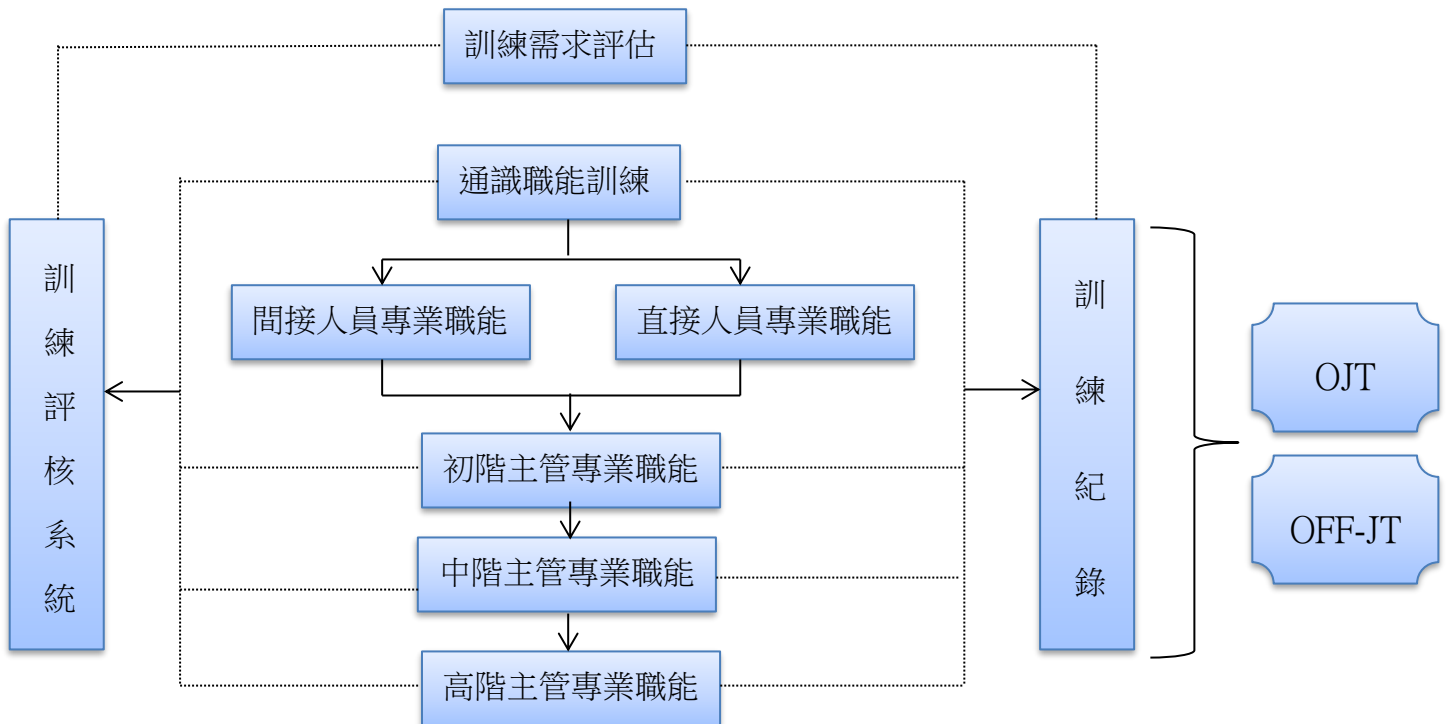 訓練需求評估
通識職能訓練
訓練評核系統
間接人員專業職能
直接人員專業職能
初階主管專業職能
中階主管專業職能
高階主管專業職能
訓練紀錄
OJT
OFF-JT